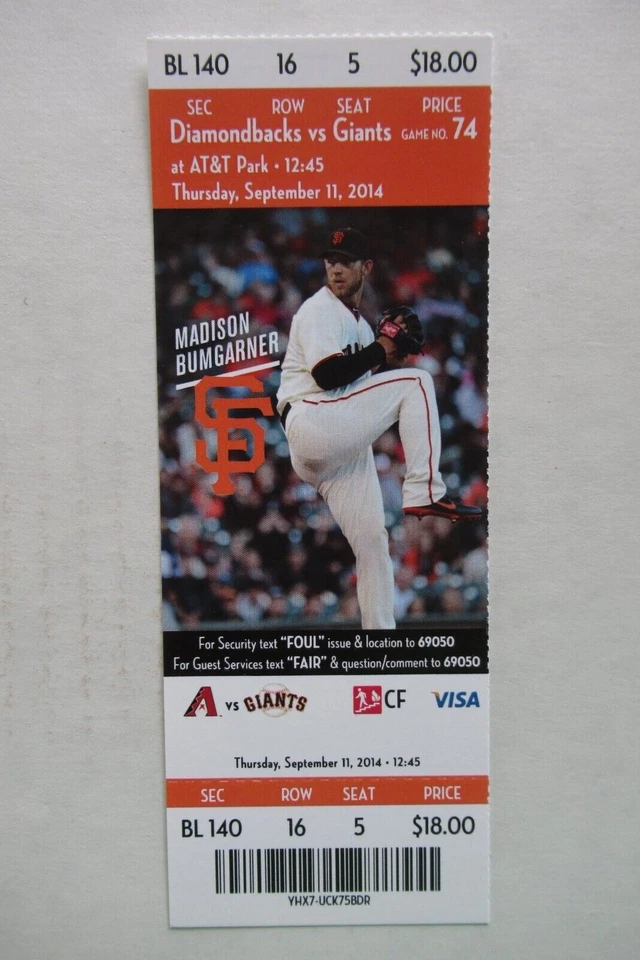 BL 140 16 5 $18.00
SEC ROW SEAT PRICE
Diamondbacks vs Giants GAME NO. 74
at AT&T Park • 12:45
Thursday, September 11, 2014
SF
MADISON
BUMGARNER
SF
For Security text "FOUL" issue & location to 69050
For Guest Services text "FAIR" & question/comment to 69050
A VS GIANTS CF VISA
Thursday, September 11, 2014 • 12:45
SEC ROW SEAT PRICE
BL 140 16 5 $18.00
YHX7-UCK75BDR